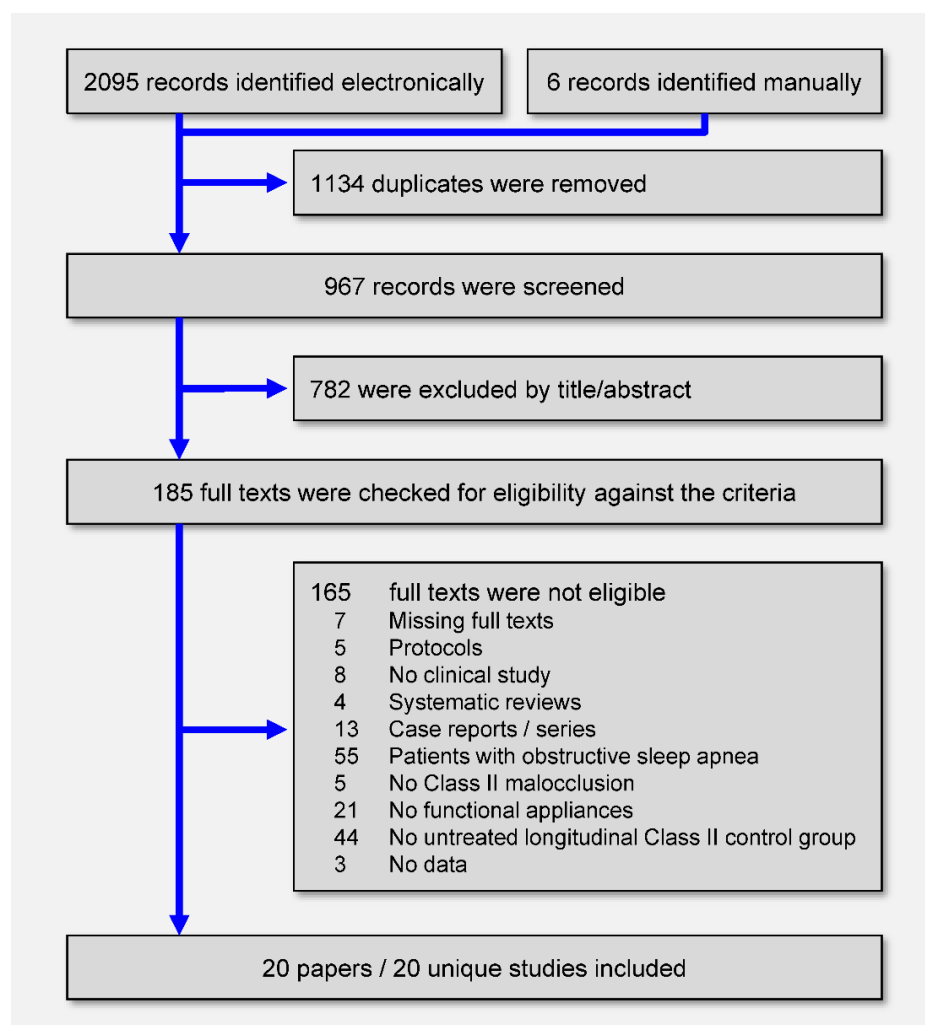 2095 records identified electronically
6 records identified manually
1134 duplicates were removed
967 records were screened
782 were excluded by title/abstract
185 full texts were checked for eligibility against the criteria
165 full texts were not eligible
7 Missing full texts
5 Protocols
8 No clinical study
4 Systematic reviews
13 Case reports / series
55 Patients with obstructive sleep apnea
5 No Class II malocclusion
21 No functional appliances
44 No untreated longitudinal Class II control group
3 No data
20 papers / 20 unique studies included